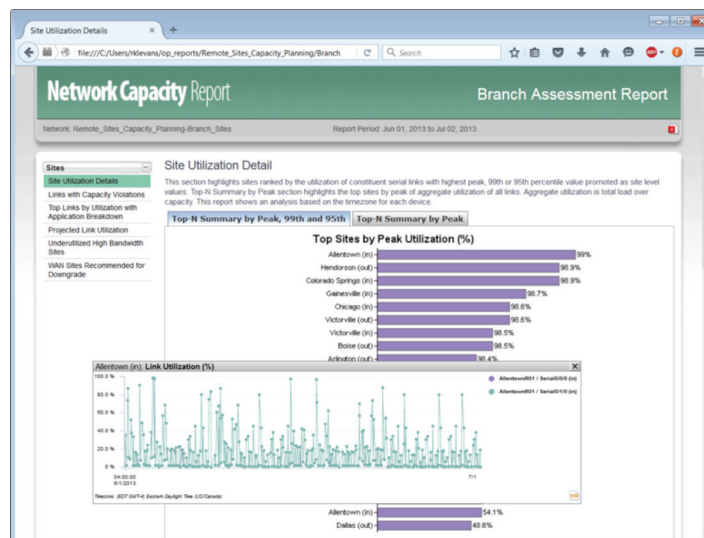 Site Utilization Details
file:///C:/Users/rklevans/op_reports/Remote_Sites_Capacity_Planning/Branch
Search
Network Capacity Report
Branch Assessment Report
Network: Remote_Sites_Capacity_Planning-Branch_Sites
Report Period: Jun 01, 2013 to Jul 02, 2013
Sites
Site Utilization Details
Links with Capacity Violations
Top Links by Utilization with
Application Breakdown
Projected Link Utilization
Underutilized High Bandwidth
Sites
WAN Sites Recommended for
Downgrade
Site Utilization Detail
This section highlights sites ranked by the utilization of constituent serial links with highest peak, 99th or 95th percentile value promoted as site level
values. Top-N Summary by Peak section highlights the top sites by peak of aggregate utilization of all links. Aggregate utilization is total load over
capacity. This report shows an analysis based on the timezone for each device.
Top-N Summary by Peak, 99th and 95th
Top-N Summary by Peak
Top Sites by Peak Utilization (%)
Allentown (in) 99%
Hendorson (out) 98.9%
Colorado Springs (in) 98.9%
Gainesville (in) 98.7%
Chicago (in) 98.6%
Victorville (out) 98.6%
Victorville (in) 98.5%
Boise (out) 98.5%
Arlington (out) 98.4%
Allentown (in): Link Utilization (%)
100.0 %
80.0 %
60.0 %
40.0 %
20.0 %
0.0 %
AllentownR01 / Serial0/0/0 (in)
AllentownR01 / Serial0/1/0 (in)
04:00:00
6/1/2013
7/1
Timezone: (EDT GMT-4) Eastern Daylight Time (US/Canada)
Allentown (in) 54.1%
Dallas (out) 48.6%